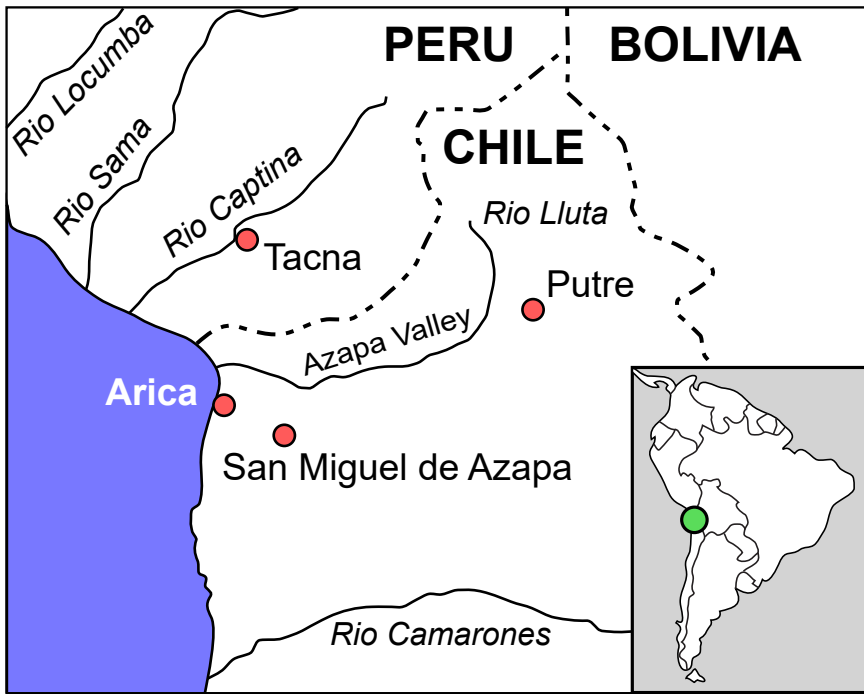 PERU
BOLIVIA
Rio Locumba
Rio Sama
CHILE
Rio Captina
Rio Lluta
Tacna
Putre
Azapa Valley
Arica
San Miguel de Azapa
Rio Camarones